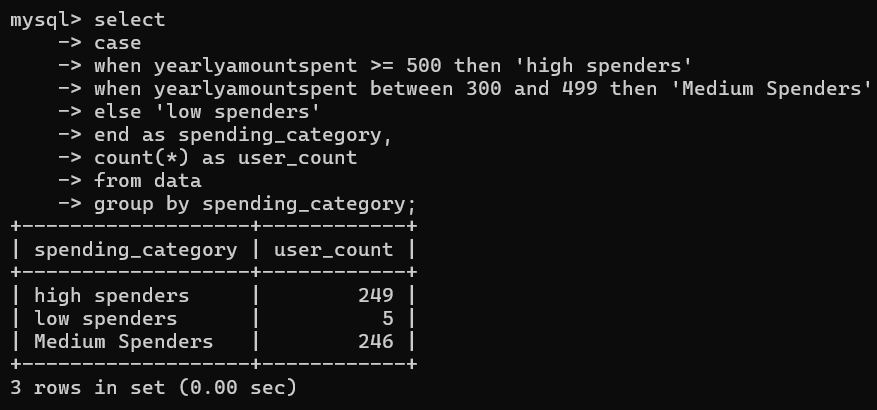 mysql> select
    -> case
    -> when yearlyamountspent >= 500 then 'high spenders'
    -> when yearlyamountspent between 300 and 499 then 'Medium Spenders'
    -> else 'low spenders'
    -> end as spending_category,
    -> count(*) as user_count
    -> from data
    -> group by spending_category;
+-------------------+------------+
| spending_category | user_count |
+-------------------+------------+
| high spenders     |        249 |
| low spenders      |          5 |
| Medium Spenders   |        246 |
+-------------------+------------+
3 rows in set (0.00 sec)